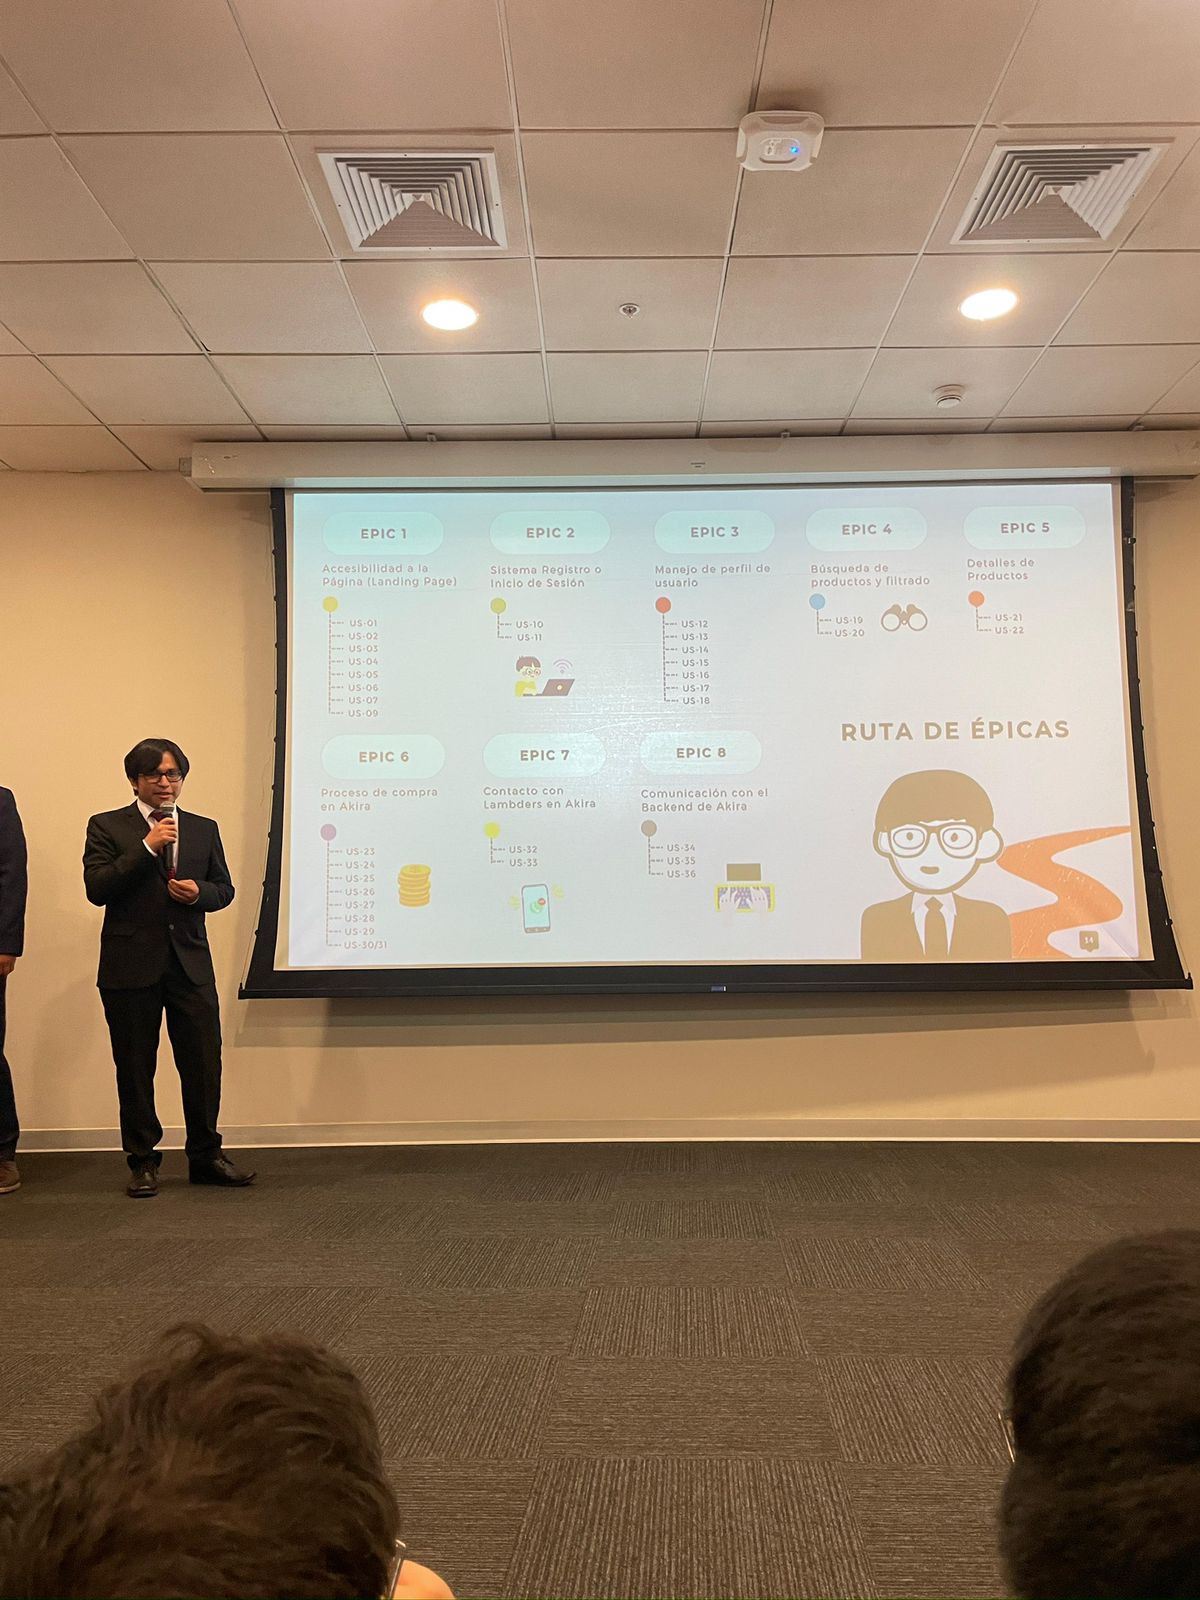 EPIC 1
Accesibilidad a la
Página (Landing Page)
US-01
US-02
US-03
US-04
US-05
US-06
US-07
US-09
EPIC 2
Sistema Registro o
Inicio de Sesión
US-10
US-11
EPIC 3
Manejo de perfil de
usuario
US-12
US-13
US-14
US-15
US-16
US-17
US-18
EPIC 4
Búsqueda de
productos y filtrado
US-19
US-20
EPIC 5
Detalles de
Productos
US-21
US-22
EPIC 6
Proceso de compra
en Akira
US-23
US-24
US-25
US-26
US-27
US-28
US-29
US-30/31
EPIC 7
Contacto con
Lambders en Akira
US-32
US-33
EPIC 8
Comunicación con el
Backend de Akira
US-34
US-35
US-36
RUTA DE ÉPICAS
14